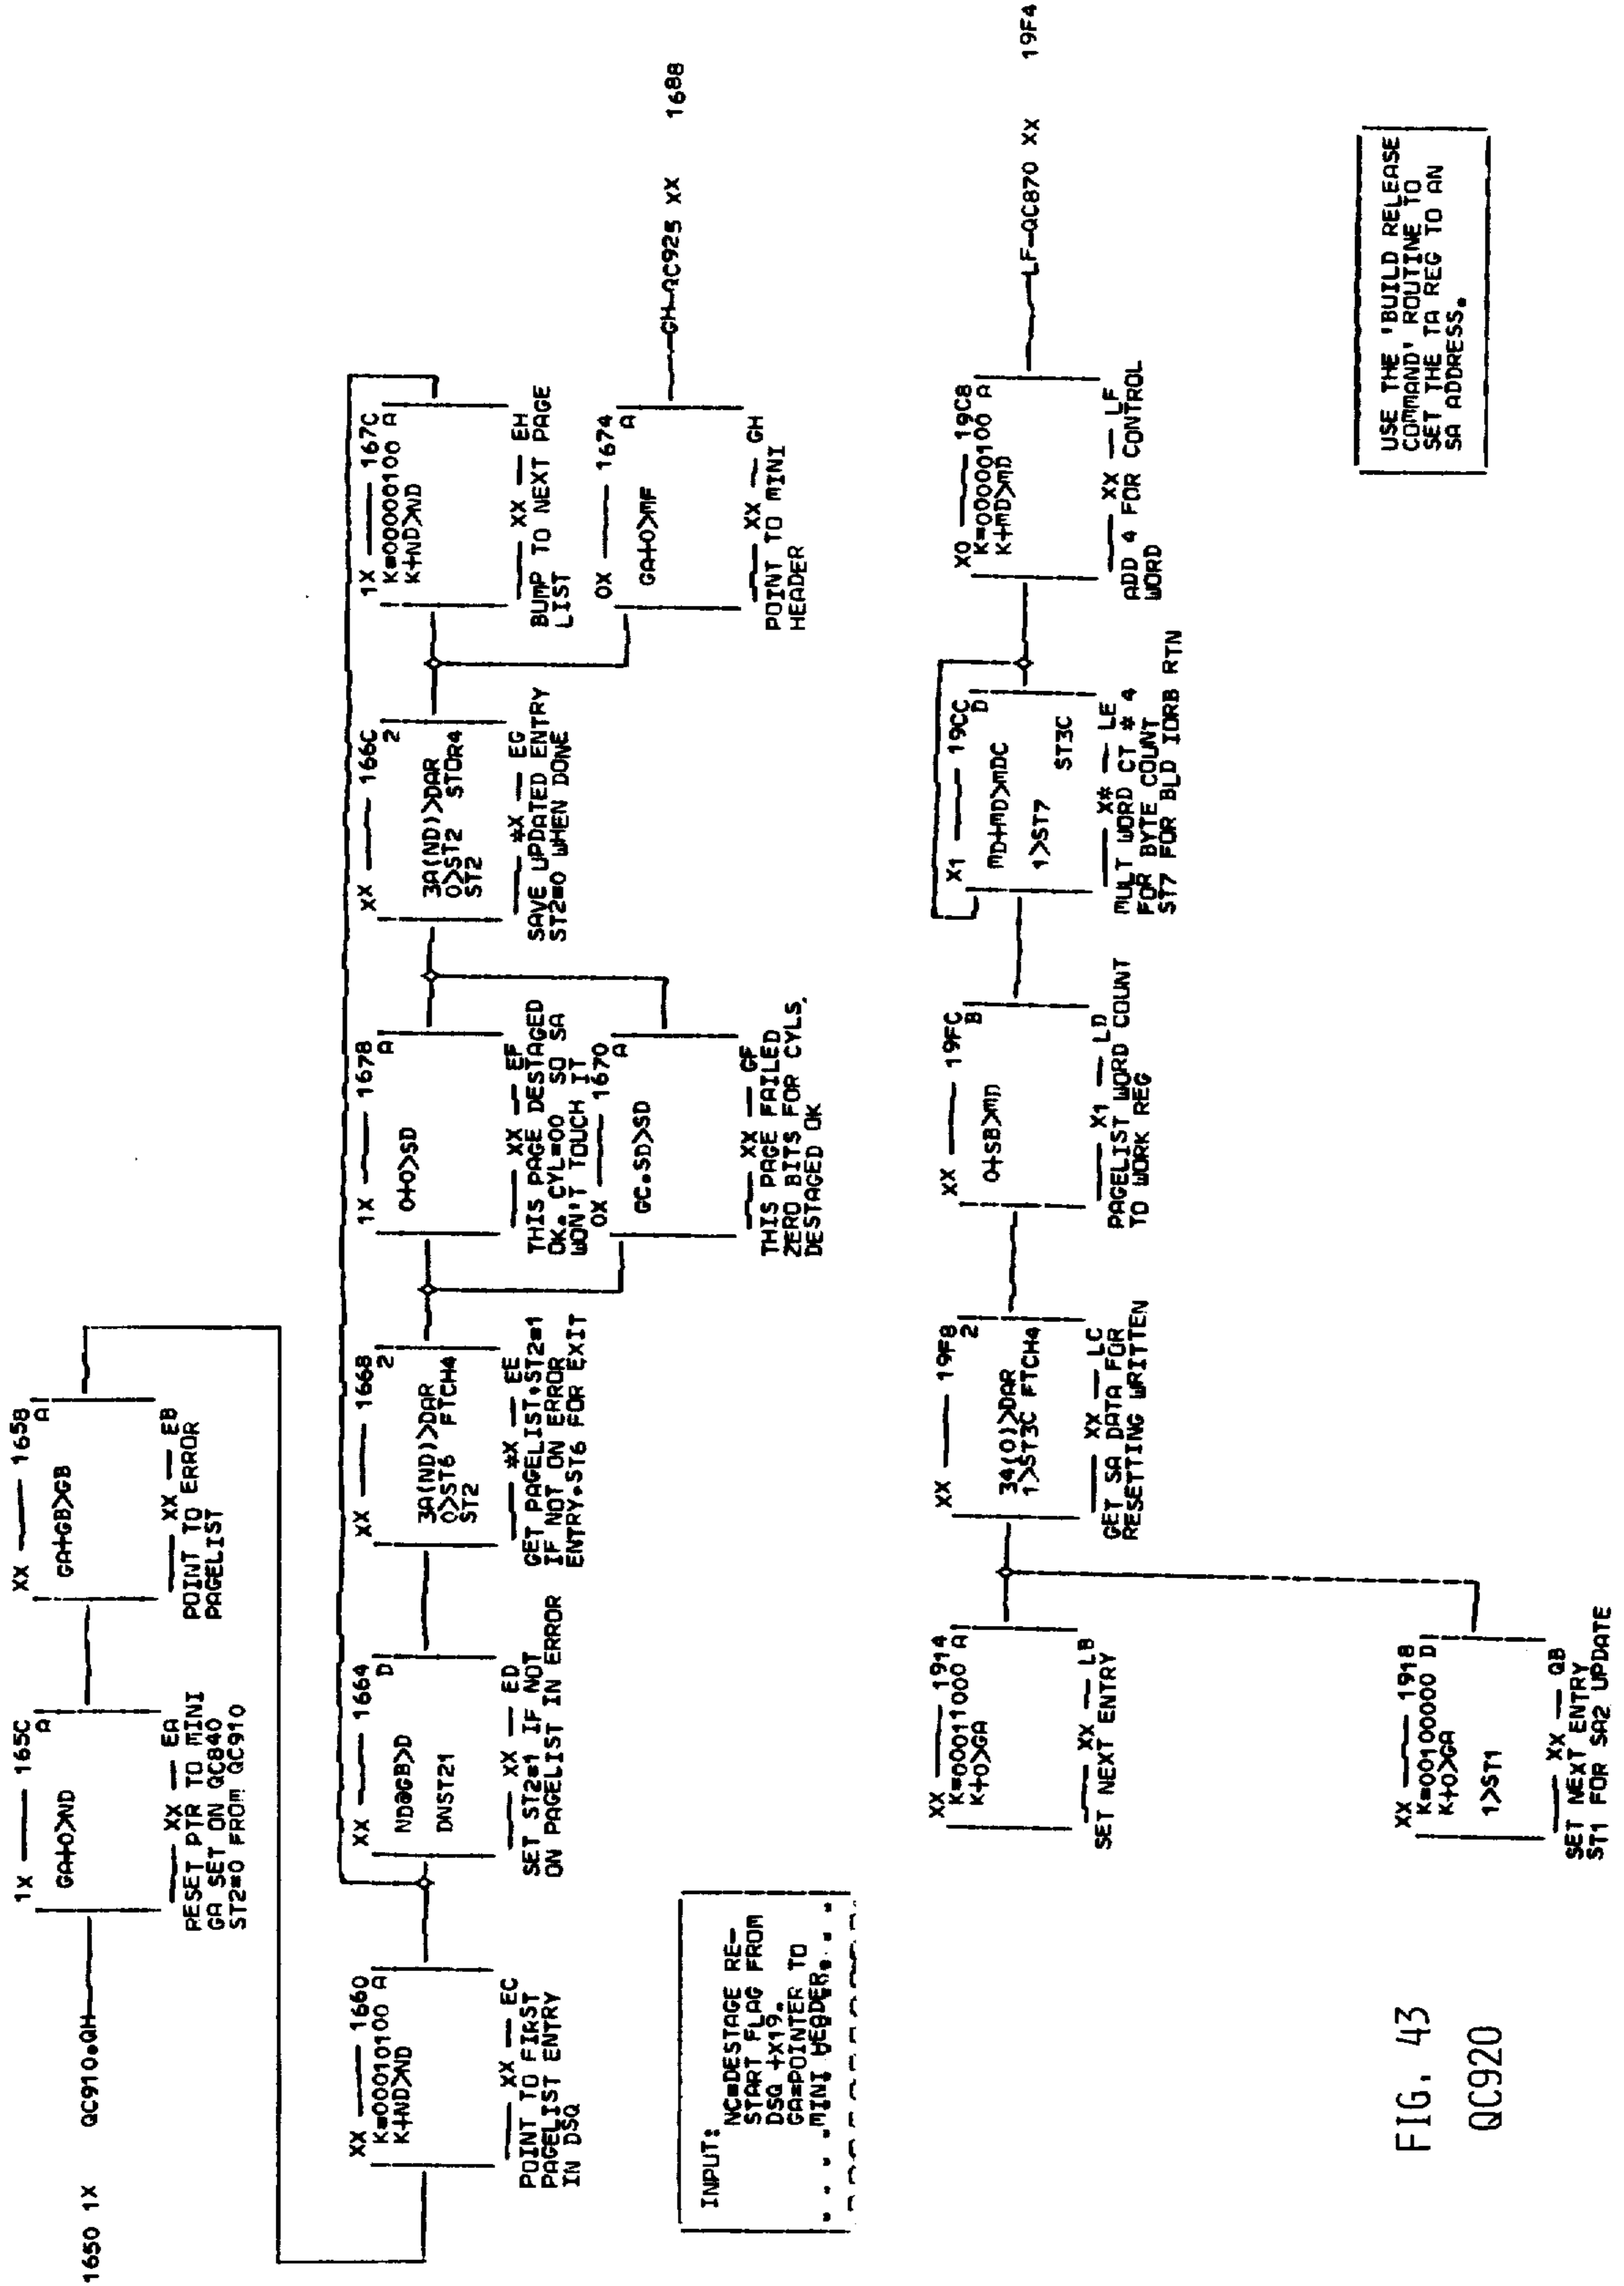 1650 1X QC910.QH
1X —— 165C
A
GA+0>ND
—— XX — EA
RESET PTR TO MINI
GA SET ON QC840
ST2=0 FROM QC910
XX —— 1658
A
GA+GB>GB
—— XX — EB
POINT TO ERROR
PAGELIST
XX —— 1660
K=00010100 A
K+ND>ND
—— XX — EC
POINT TO FIRST
PAGELIST ENTRY
IN DSQ
XX —— 1664
D
ND@GB>D
DNST21
—— XX — ED
SET ST2=1 IF NOT
ON PAGELIST IN ERROR
XX —— 1668
2
3A(ND)>DAR
0>ST6 FTCH4
ST2
—— *X — EE
GET PAGELIST.ST2=1
IF NOT ON ERROR
ENTRY.ST6 FOR EXIT
1X —— 1678
A
0+0>SD
—— XX — EF
THIS PAGE DESTAGED
OK. CYL=00 SO SA
WON'T TOUCH IT
0X —— 1670
A
GC.SD>SD
—— XX — GF
THIS PAGE FAILED
ZERO BITS FOR CYLS.
DESTAGED OK
XX —— 166C
2
3A(ND)>DAR
0>ST2 STOR4
ST2
—— *X — EG
SAVE UPDATED ENTRY
ST2=0 WHEN DONE
1X —— 167C
K=00000100 A
K+ND>ND
—— XX — EH
BUMP TO NEXT PAGE
LIST
0X —— 1674
A
GA+0>MF
—— XX — GH
POINT TO MINI
HEADER
GH-QC925 XX 1688
INPUT:
NC=DESTAGE RE-
START FLAG FROM
DSQ +X19.
GA=POINTER TO
MINI HEADER.
XX —— 1914
K=00011000 A
K+0>GA
—— XX — LB
SET NEXT ENTRY
XX —— 1918
K=00100000 D
K+0>GA
1>ST1
—— XX — QB
SET NEXT ENTRY
ST1 FOR SA2 UPDATE
XX —— 19F8
2
34(0)>DAR
1>ST3C FTCH4
—— XX — LC
GET SA DATA FOR
RESETTING WRITTEN
XX —— 19FC
B
0+SB>MD
—— X1 — LD
PAGELIST WORD COUNT
TO WORK REG
X1 —— 19CC
D
MD+MD>MDC
1>ST7
ST3C
—— X* — LE
MULT WORD CT * 4
FOR BYTE COUNT
ST7 FOR BLD IORB RTN
X0 —— 19C8
K=00000100 A
K+MD>MD
—— XX — LF
ADD 4 FOR CONTROL
WORD
LF-QC870 XX 19F4
USE THE 'BUILD RELEASE
COMMAND' ROUTINE TO
SET THE TA REG TO AN
SA ADDRESS.
FIG. 43
QC920